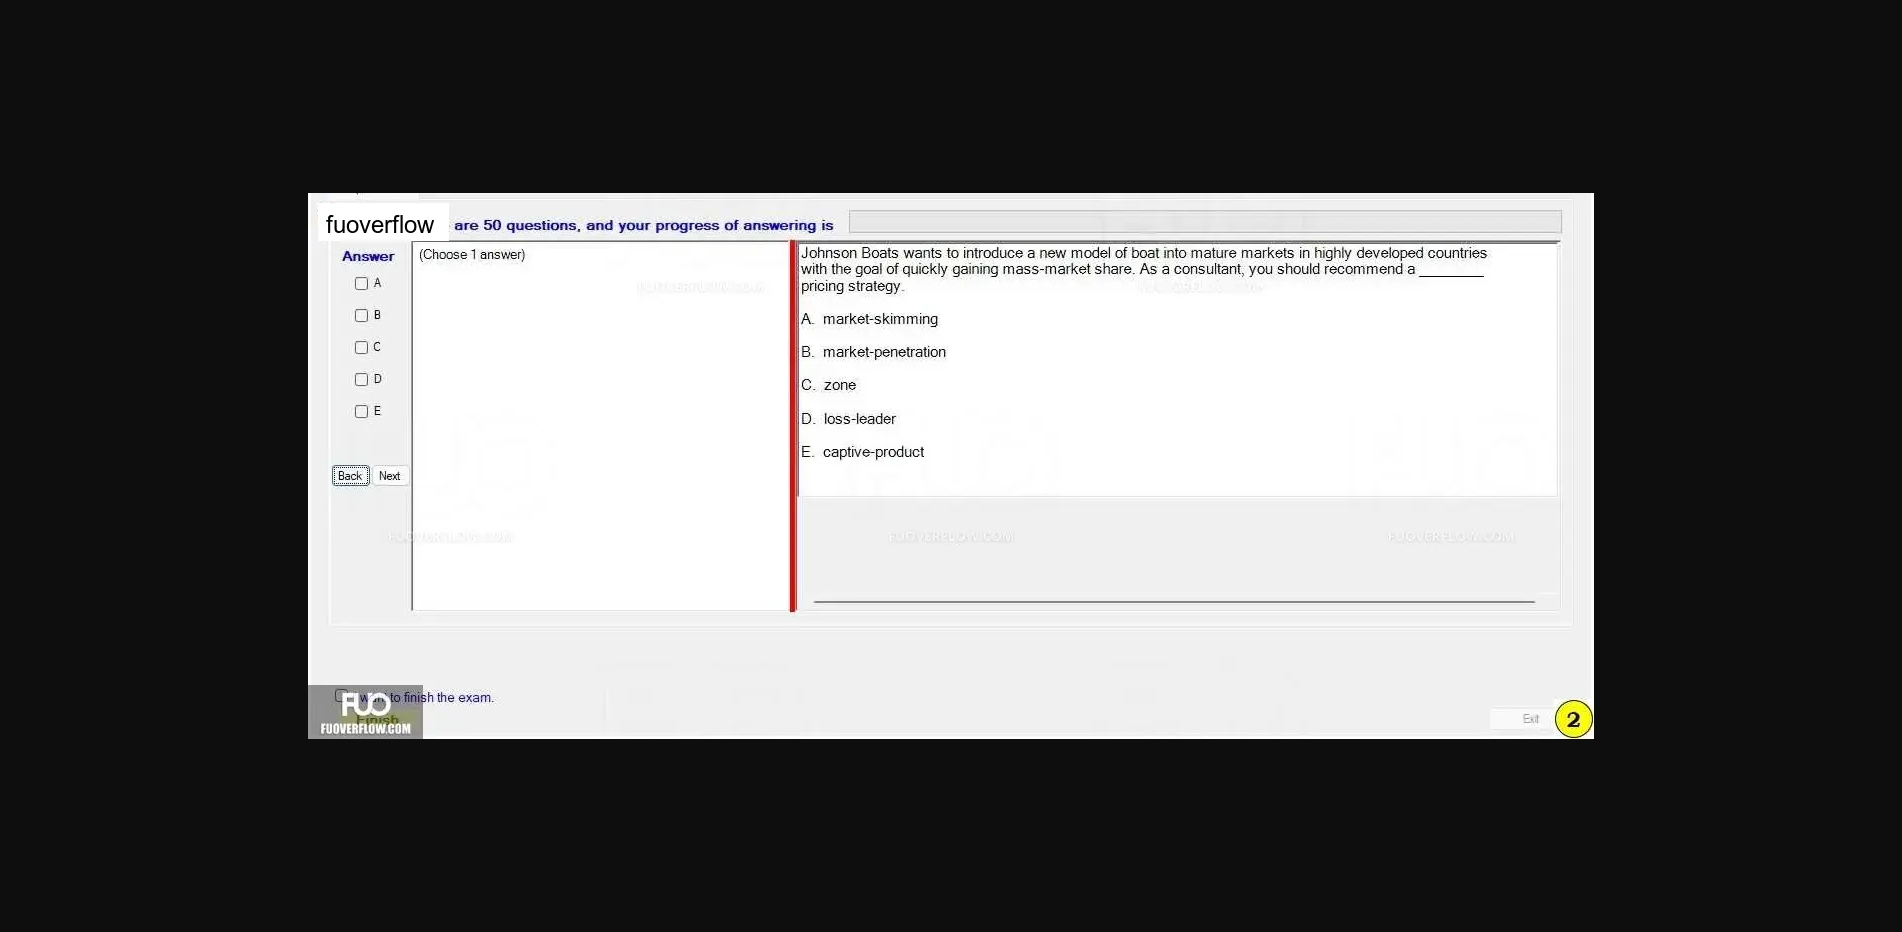 fuoverflow are 50 questions, and your progress of answering is
Answer
A
B
C
D
E
Back Next
(Choose 1 answer)
Johnson Boats wants to introduce a new model of boat into mature markets in highly developed countries
with the goal of quickly gaining mass-market share. As a consultant, you should recommend a ________
pricing strategy.
A. market-skimming
B. market-penetration
C. zone
D. loss-leader
E. captive-product
FUOVERFLOW.COM
FUOVERFLOW.COM
FUOVERFLOW.COM
want to finish the exam.
Finish
FUO
FUOVERFLOW.COM
Exit
2